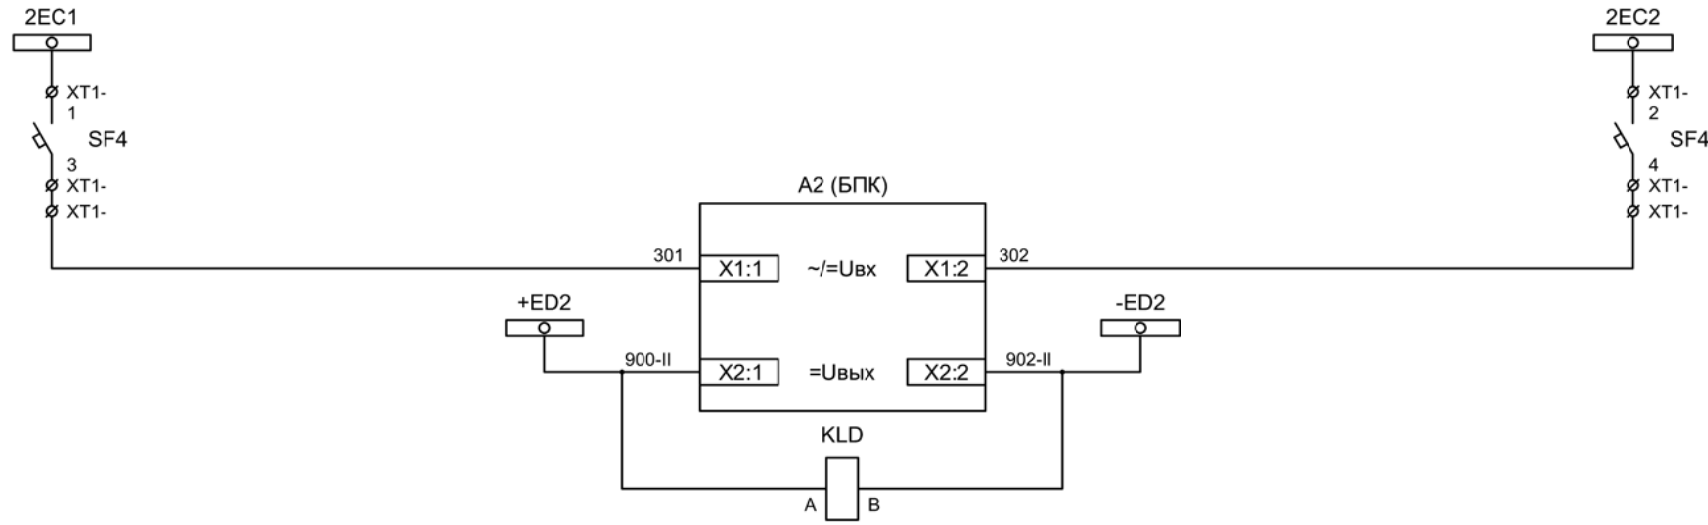 2EC1
2EC2
XT1-
1
SF4
3
XT1-
XT1-
XT1-
2
SF4
4
XT1-
XT1-
A2 (БПК)
301
X1:1
~/=Uвх
X1:2
302
+ED2
-ED2
900-II
X2:1
=Uвых
X2:2
902-II
KLD
A
B